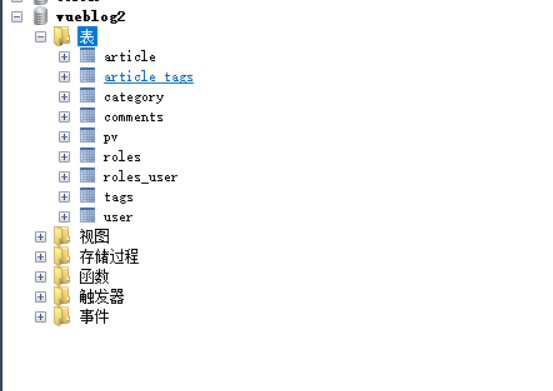 vueblog2
表
article
article_tags
category
comments
pv
roles
roles_user
tags
user
视图
存储过程
函数
触发器
事件